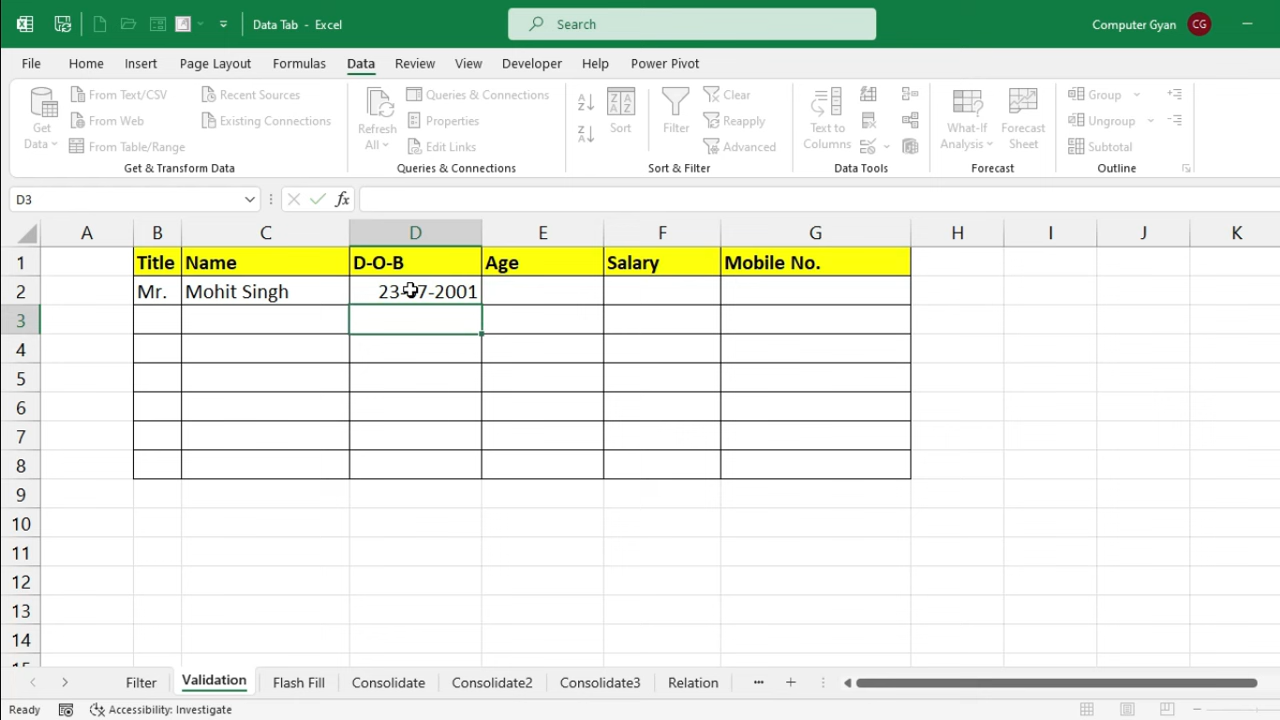 Data Tab - Excel
Search
Computer Gyan CG
File Home Insert Page Layout Formulas Data Review View Developer Help Power Pivot
Get Data
From Text/CSV
From Web
From Table/Range
Recent Sources
Existing Connections
Get & Transform Data
Refresh All
Queries & Connections
Properties
Edit Links
Queries & Connections
Sort
Filter
Clear
Reapply
Advanced
Sort & Filter
Text to Columns
Data Tools
What-If Analysis
Forecast Sheet
Forecast
Group
Ungroup
Subtotal
Outline
D3 fx
A B C D E F G H I J K
1 Title Name D-O-B Age Salary Mobile No.
2 Mr. Mohit Singh
3
4
5
6
7
8
9
10
11
12
13
14
Filter Validation Flash Fill Consolidate Consolidate2 Consolidate3 Relation ...
Ready Accessibility: Investigate